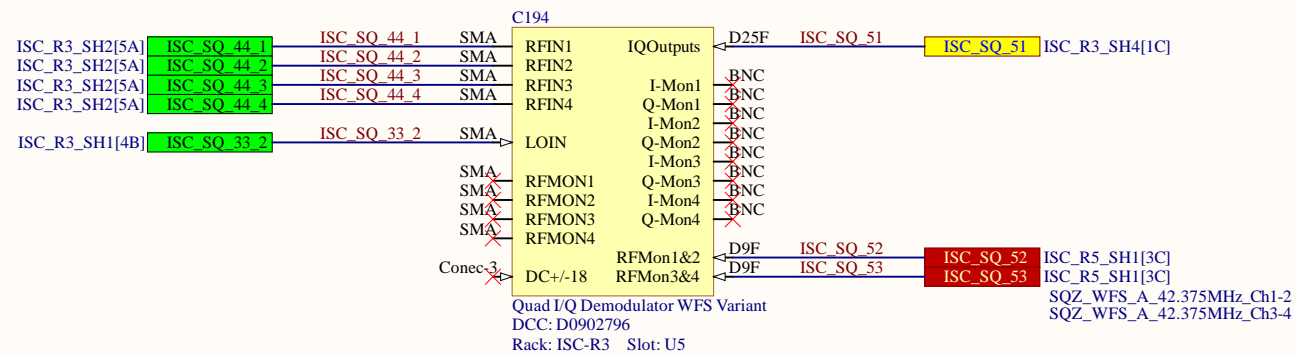 C194
ISC_R3_SH2[5A] ISC_SQ_44_1 ISC_SQ_44_1 SMA RFIN1 IQOutputs D25F ISC_SQ_51 ISC_SQ_51 ISC_R3_SH4[1C]
ISC_R3_SH2[5A] ISC_SQ_44_2 ISC_SQ_44_2 SMA RFIN2
ISC_R3_SH2[5A] ISC_SQ_44_3 ISC_SQ_44_3 SMA RFIN3 I-Mon1 BNC
ISC_R3_SH2[5A] ISC_SQ_44_4 ISC_SQ_44_4 SMA RFIN4 Q-Mon1 BNC
I-Mon2 BNC
ISC_R3_SH1[4B] ISC_SQ_33_2 ISC_SQ_33_2 SMA LOIN Q-Mon2 BNC
I-Mon3 BNC
SMA RFMON1 Q-Mon3 BNC
SMA RFMON2 I-Mon4 BNC
SMA RFMON3 Q-Mon4 BNC
SMA RFMON4
RFMon1&2 D9F ISC_SQ_52 ISC_SQ_52 ISC_R5_SH1[3C]
Conec-3 DC+/-18 RFMon3&4 D9F ISC_SQ_53 ISC_SQ_53 ISC_R5_SH1[3C]
SQZ_WFS_A_42.375MHz_Ch1-2
SQZ_WFS_A_42.375MHz_Ch3-4
Quad I/Q Demodulator WFS Variant
DCC: D0902796
Rack: ISC-R3 Slot: U5